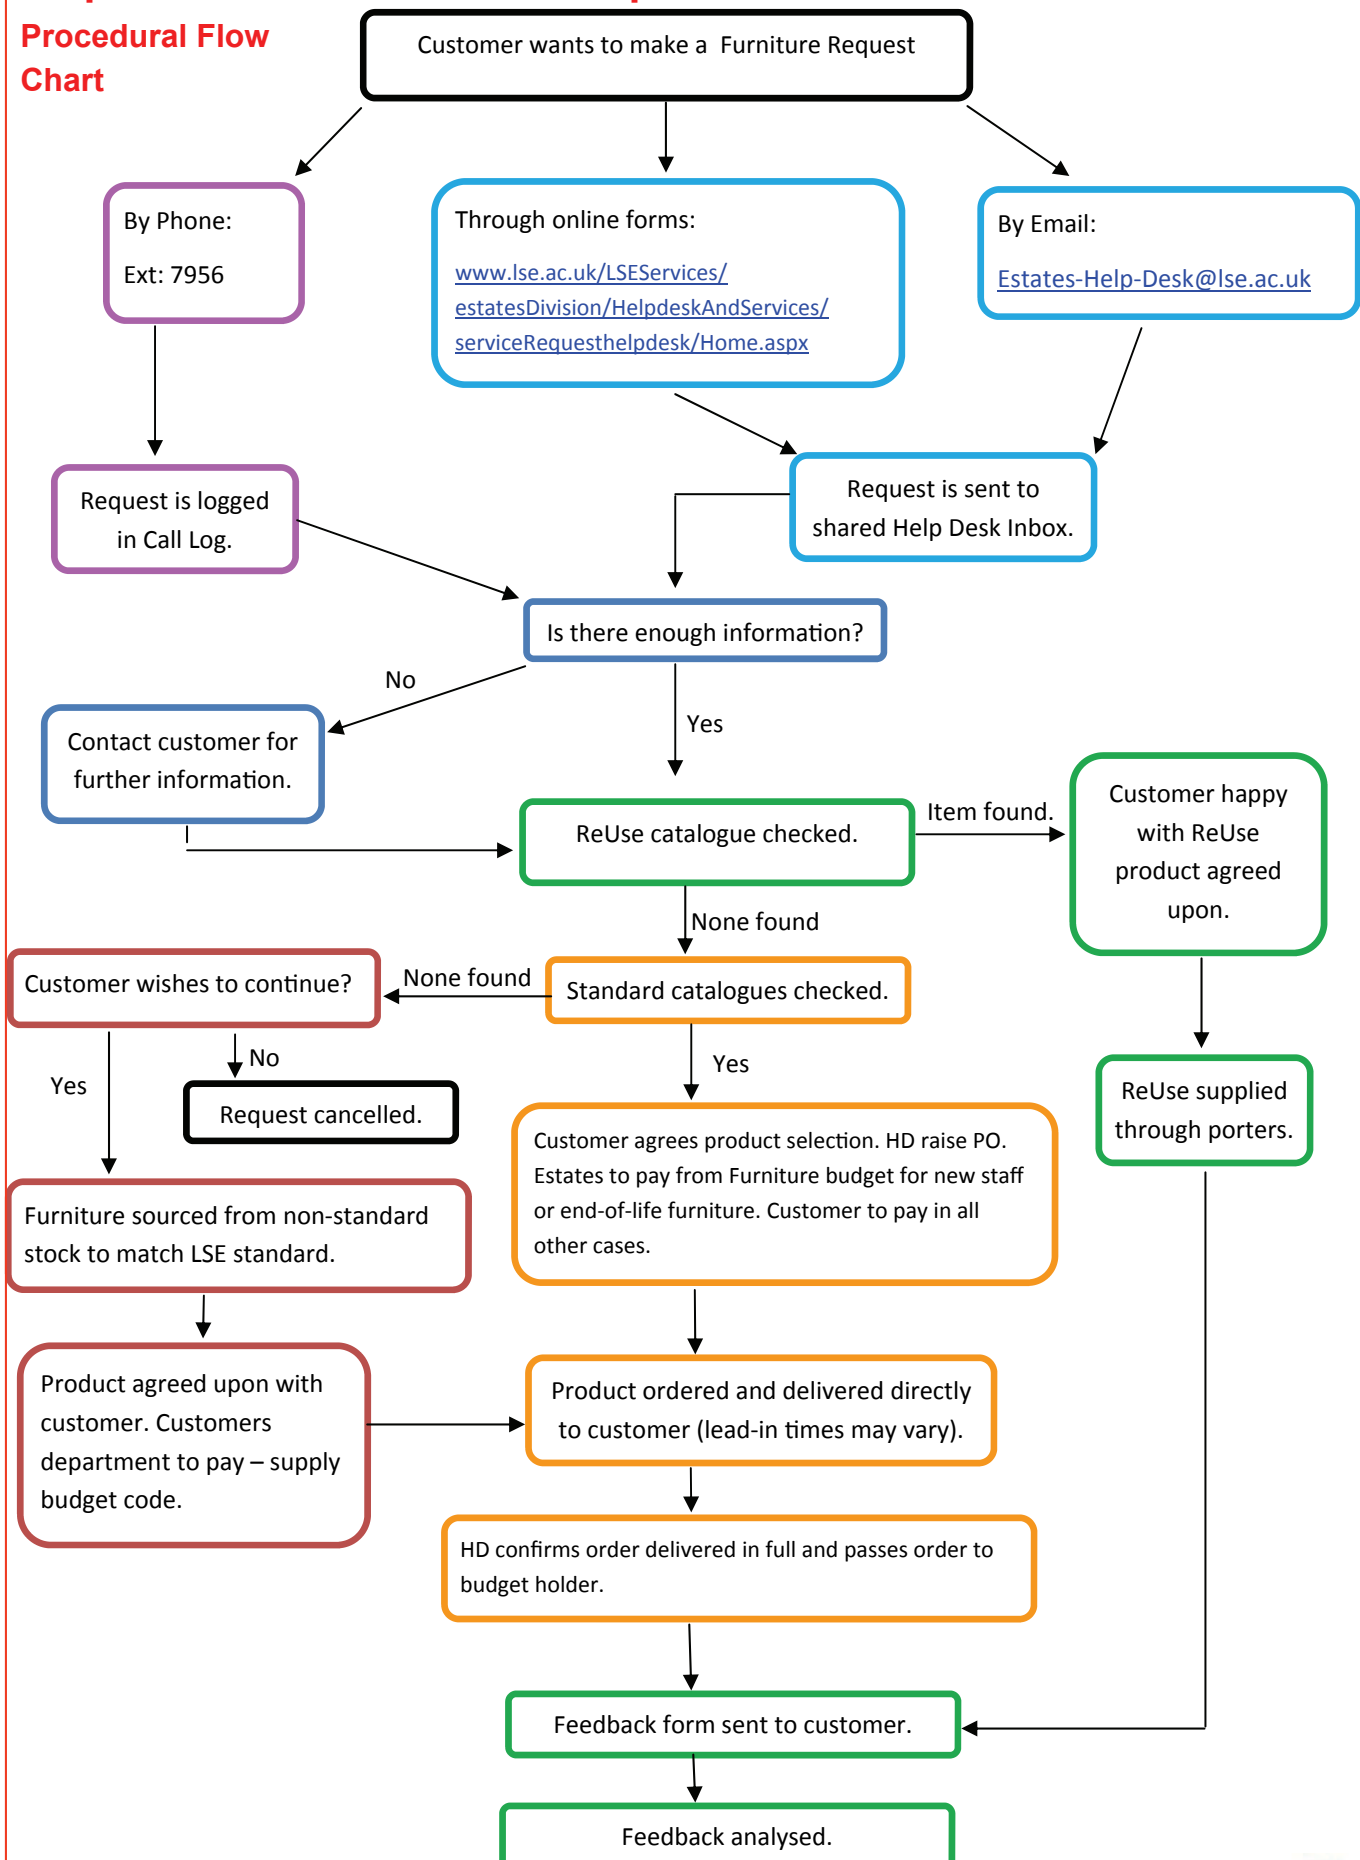 Procedural Flow
Chart
Customer wants to make a  Furniture Request
By Phone:
Ext: 7956
Through online forms:
www.lse.ac.uk/LSEServices/
estatesDivision/HelpdeskAndServices/
serviceRequesthelpdesk/Home.aspx
By Email:
Estates-Help-Desk@lse.ac.uk
Request is logged
in Call Log.
Request is sent to
shared Help Desk Inbox.
Is there enough information?
No
Yes
Contact customer for
further information.
ReUse catalogue checked.
Item found.
Customer happy
with ReUse
product agreed
upon.
None found
Customer wishes to continue?
None found
Standard catalogues checked.
Yes
No
Yes
Request cancelled.
ReUse supplied
through porters.
Customer agrees product selection. HD raise PO.
Estates to pay from Furniture budget for new staff
or end-of-life furniture. Customer to pay in all
other cases.
Furniture sourced from non-standard
stock to match LSE standard.
Product agreed upon with
customer. Customers
department to pay – supply
budget code.
Product ordered and delivered directly
to customer (lead-in times may vary).
HD confirms order delivered in full and passes order to
budget holder.
Feedback form sent to customer.
Feedback analysed.